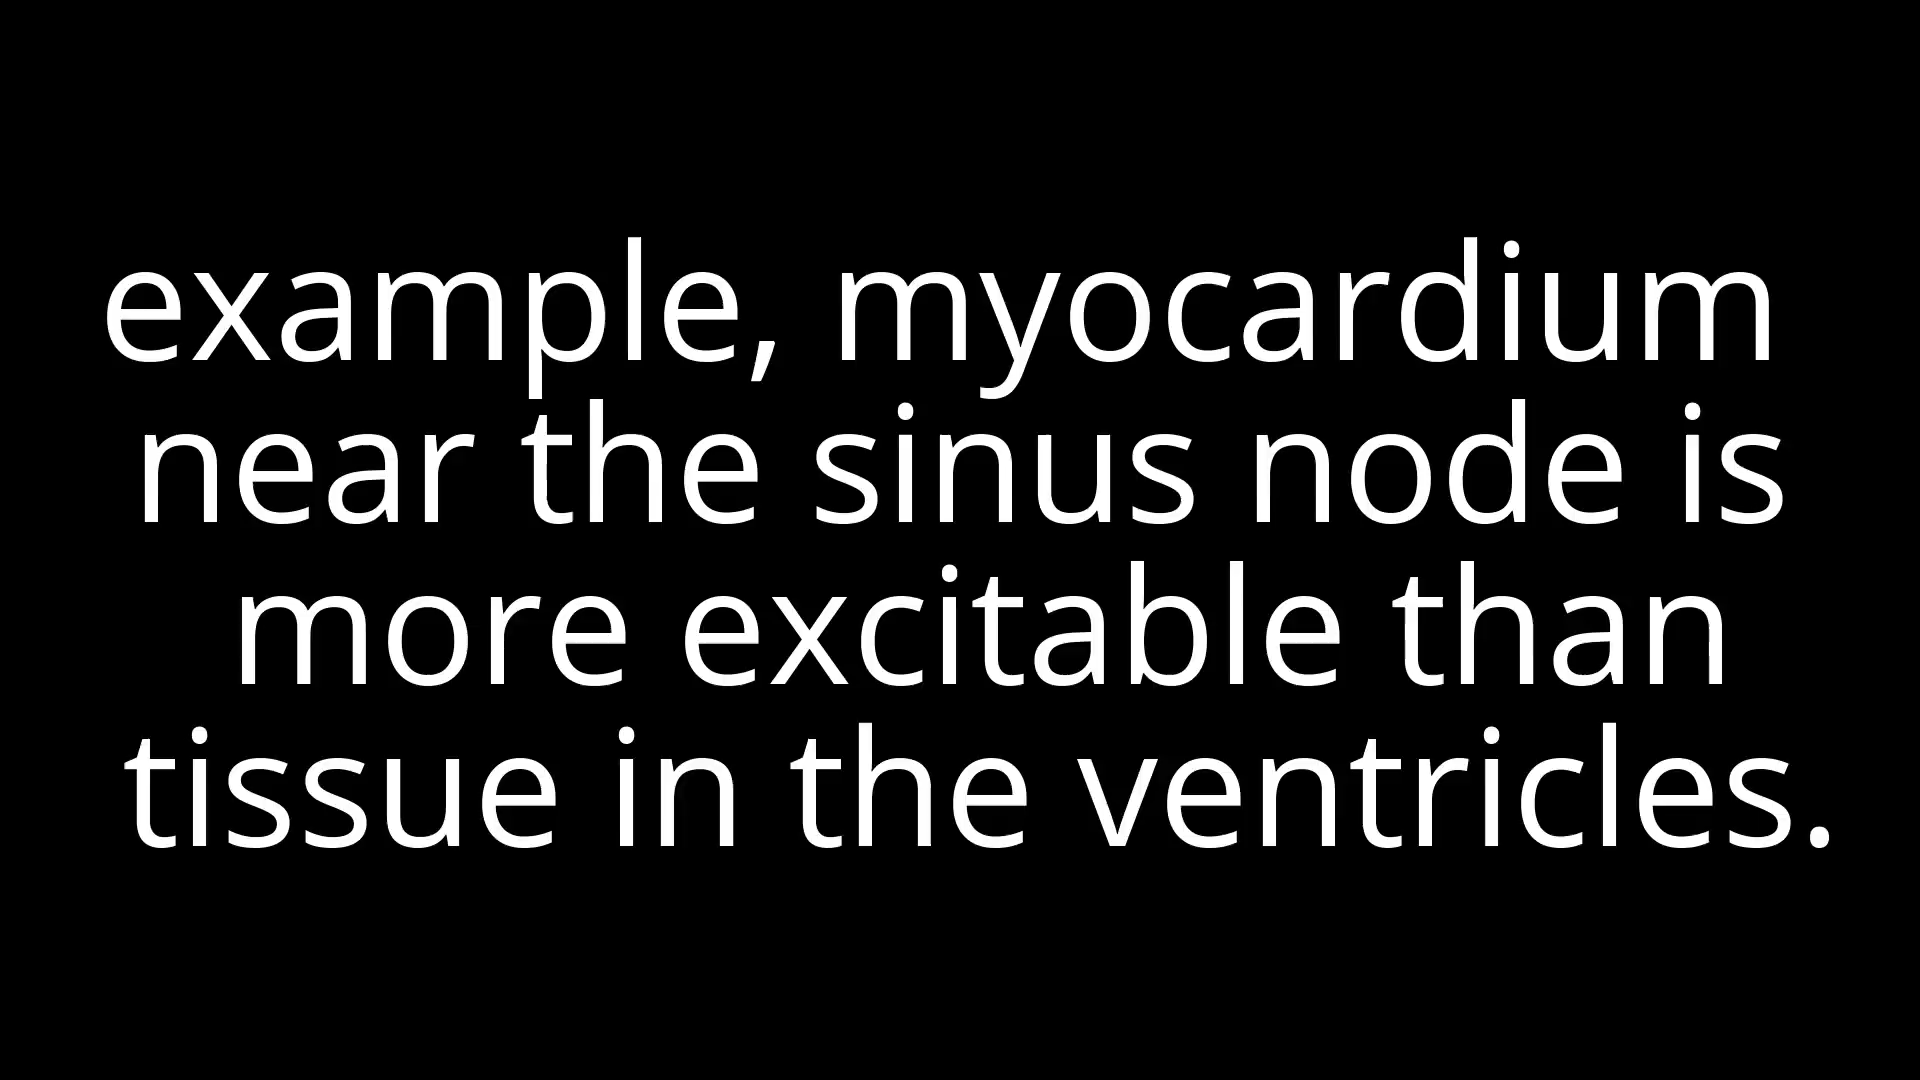 example, myocardium
near the sinus node is
more excitable than
tissue in the ventricles.